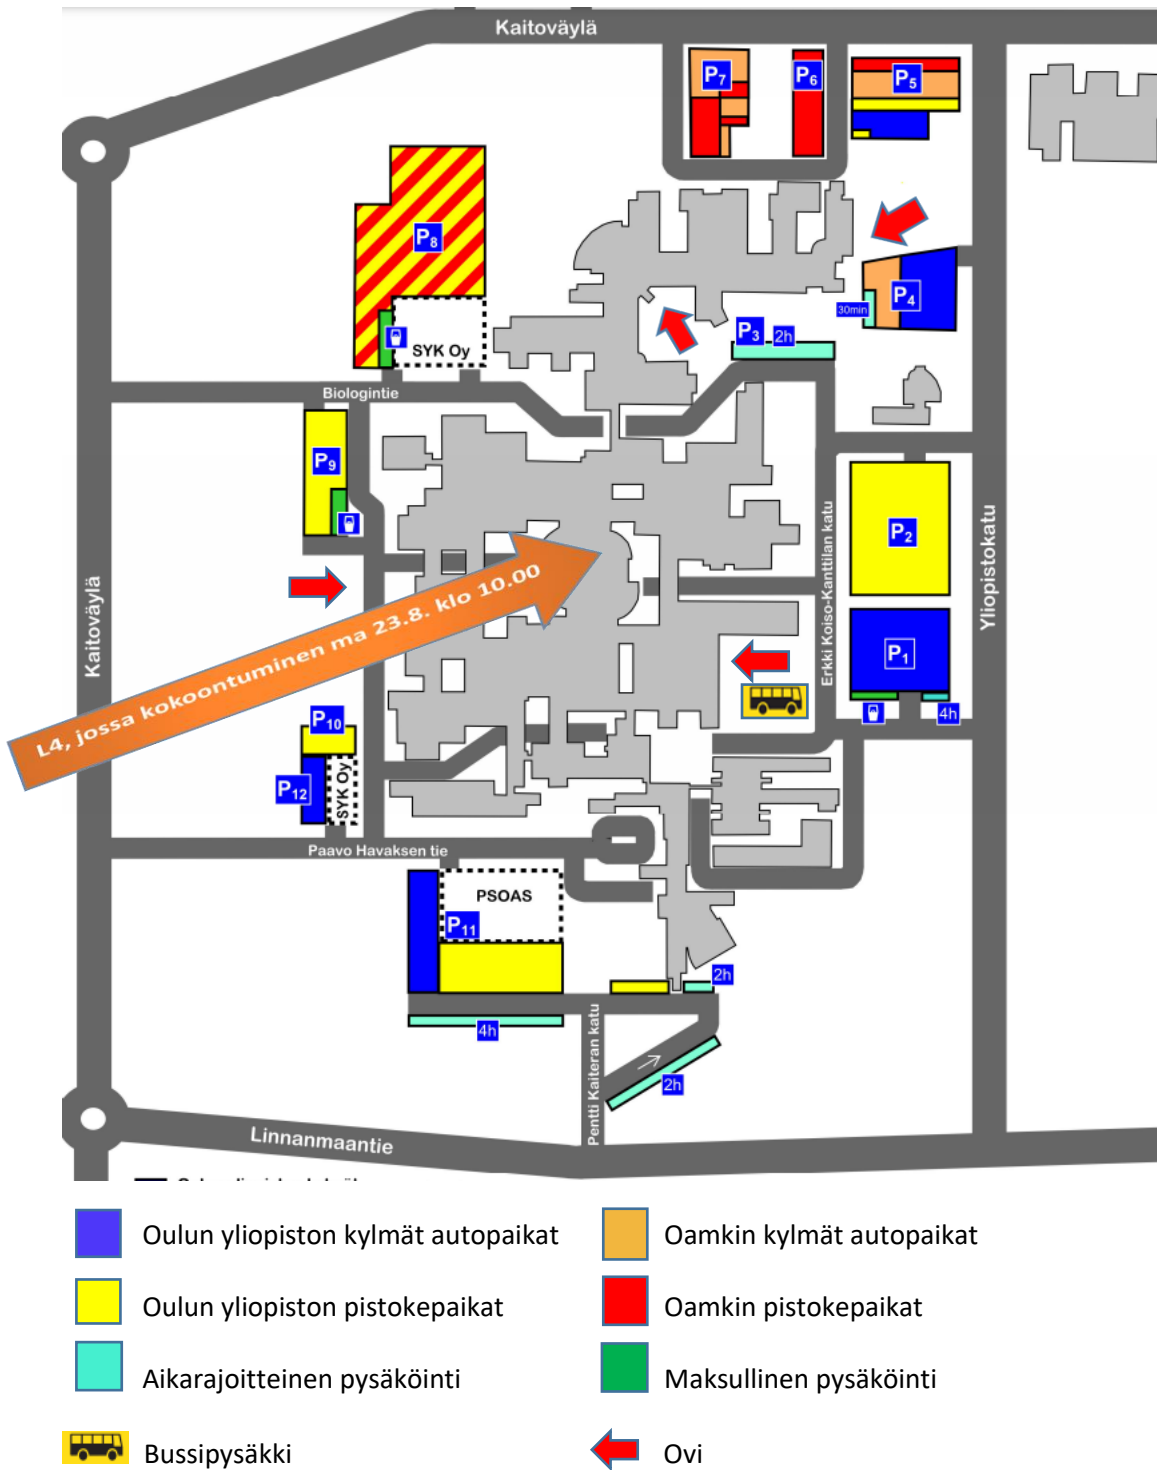 Kaitoväylä
P7
P6
P5
P8
P4
30min
P3
2h
SYK Oy
Biologintie
P9
P2
Erkki Koiso-Kanttilan katu
Yliopistokatu
Kaitoväylä
L4, jossa kokoontuminen ma 23.8. klo 10.00
P1
4h
P10
P12
SYK Oy
Paavo Havaksen tie
PSOAS
P11
2h
4h
Pentti Kaiteran katu
2h
Linnanmaantie
Oulun yliopiston kylmät autopaikat
Oamkin kylmät autopaikat
Oulun yliopiston pistokepaikat
Oamkin pistokepaikat
Aikarajoitteinen pysäköinti
Maksullinen pysäköinti
Bussipysäkki
Ovi